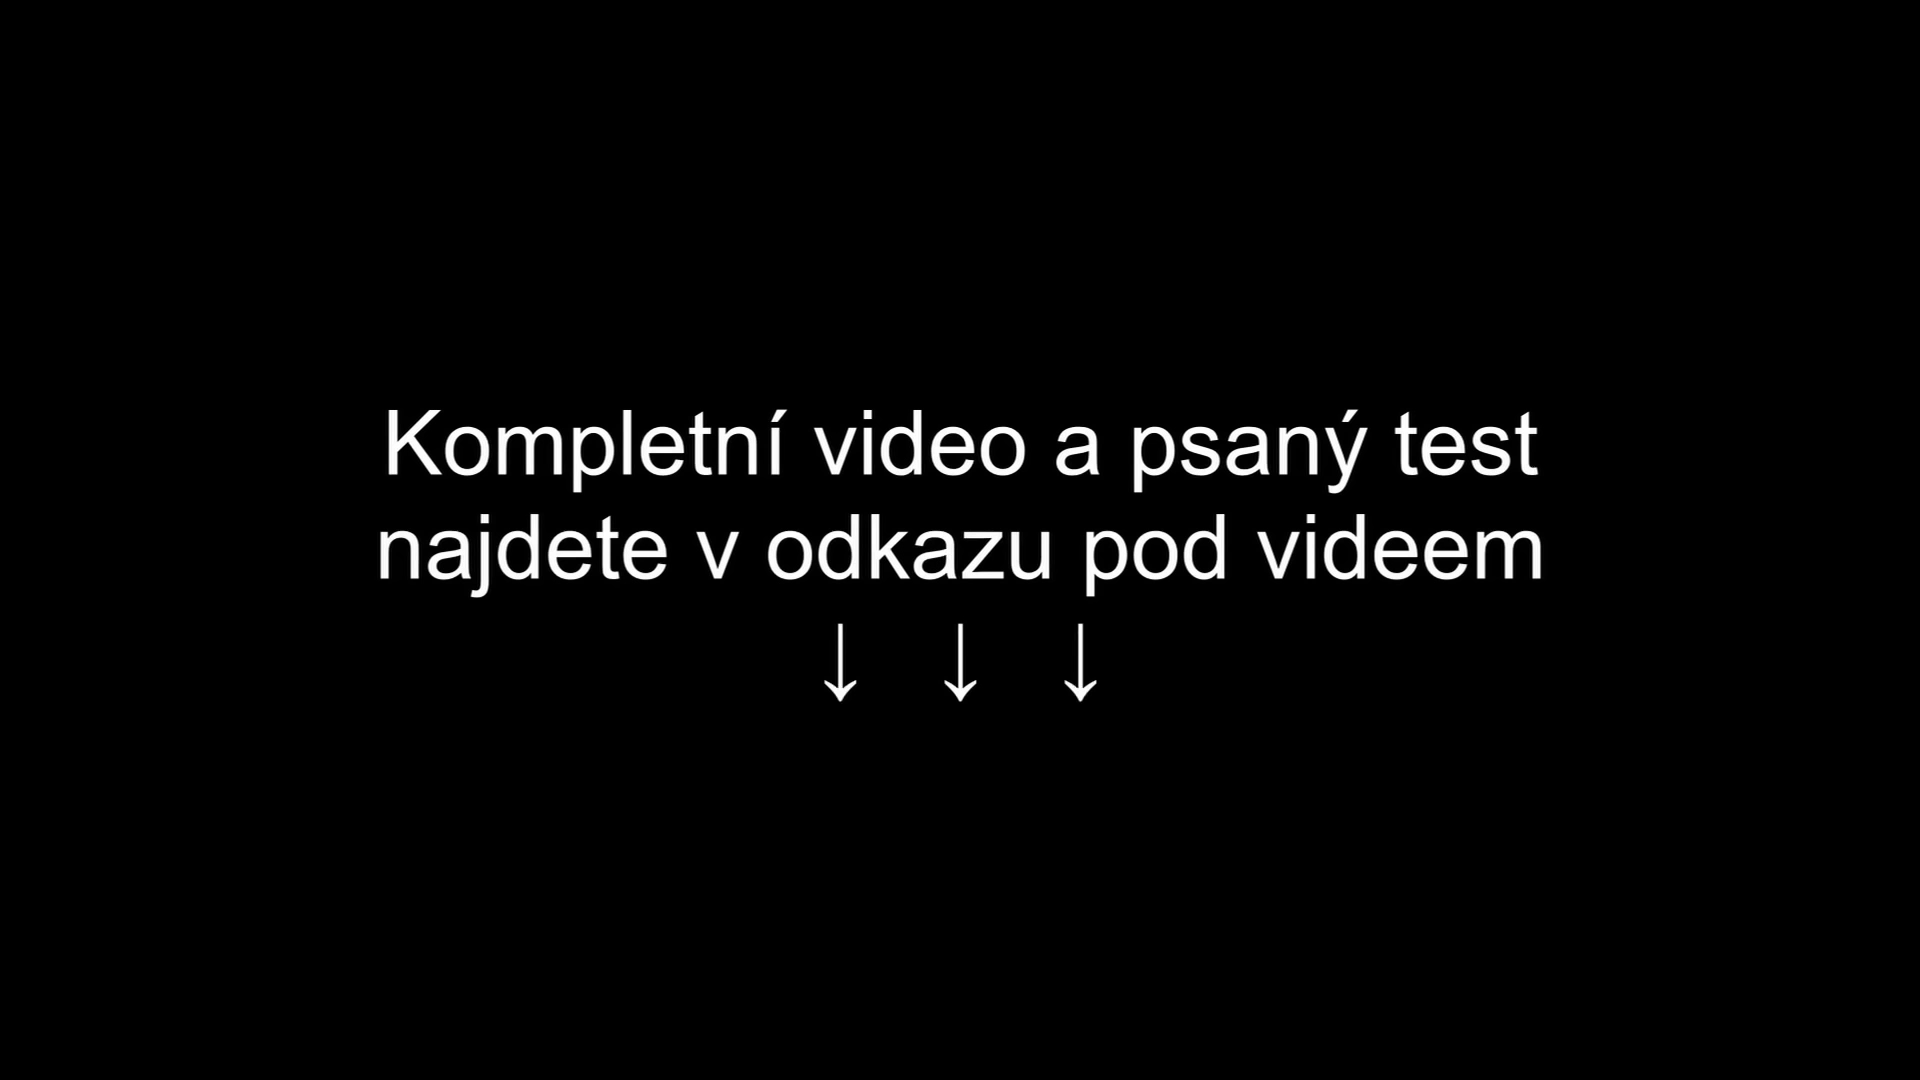 Kompletní video a psaný test
najdete v odkazu pod videem
↓ ↓ ↓